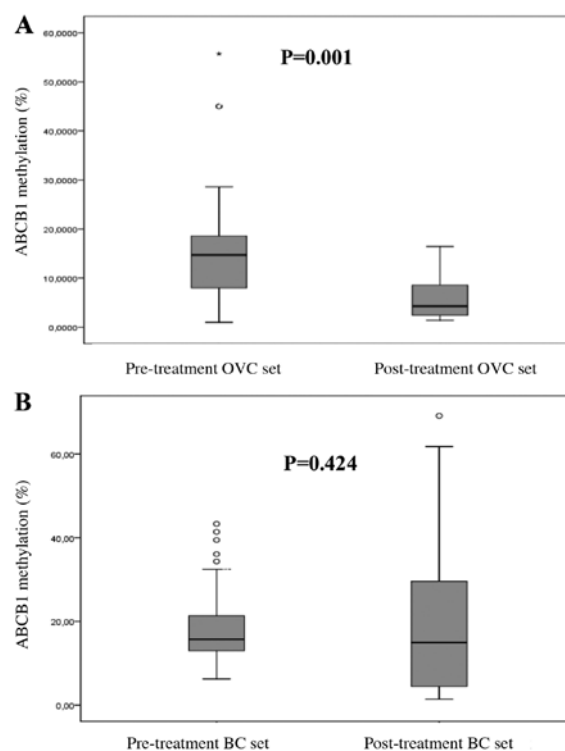 A
P=0.001
ABCB1 methylation (%)
60,0000
50,0000
40,0000
30,0000
20,0000
10,0000
0,0000
Pre-treatment OVC set Post-treatment OVC set
B
P=0.424
ABCB1 methylation (%)
60,00
40,00
20,00
0,00
Pre-treatment BC set Post-treatment BC set